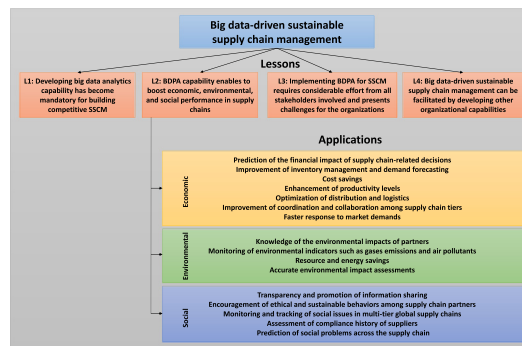 Big data-driven sustainable
supply chain management
Lessons
L1: Developing big data analytics
capability has become
mandatory for building
competitive SSCM
L2: BDPA capability enables to
boost economic, environmental,
and social performance in supply
chains
L3: Implementing BDPA for SSCM
requires considerable effort from all
stakeholders involved and presents
challenges for the organizations
L4: Big data-driven sustainable
supply chain management can be
facilitated by developing other
organizational capabilities
Applications
Economic
Prediction of the financial impact of supply chain-related decisions
Improvement of inventory management and demand forecasting
Cost savings
Enhancement of productivity levels
Optimization of distribution and logistics
Improvement of coordination and collaboration among supply chain tiers
Faster response to market demands
Environmental
Knowledge of the environmental impacts of partners
Monitoring of environmental indicators such as gases emissions and air pollutants
Resource and energy savings
Accurate environmental impact assessments
Social
Transparency and promotion of information sharing
Encouragement of ethical and sustainable behaviors among supply chain partners
Monitoring and tracking of social issues in multi-tier global supply chains
Assessment of compliance history of suppliers
Prediction of social problems across the supply chain